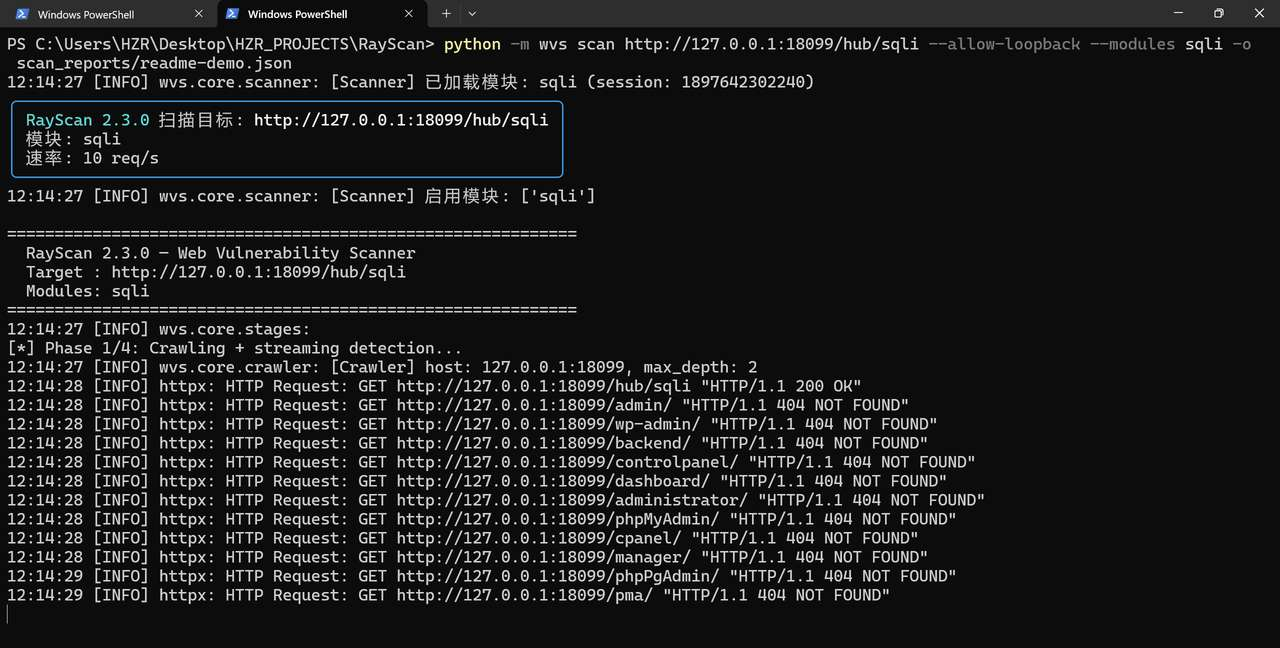 Windows PowerShell
Windows PowerShell
PS C:\Users\HZR\Desktop\HZR_PROJECTS\RayScan> python -m wvs scan http://127.0.0.1:18099/hub/sqli --allow-loopback --modules sqli -o
scan_reports/readme-demo.json
12:14:27 [INFO] wvs.core.scanner: [Scanner] 已加载模块: sqli (session: 1897642302240)
RayScan 2.3.0 扫描目标: http://127.0.0.1:18099/hub/sqli
模块: sqli
速率: 10 req/s
12:14:27 [INFO] wvs.core.scanner: [Scanner] 启用模块: ['sqli']
============================================================
RayScan 2.3.0 — Web Vulnerability Scanner
Target : http://127.0.0.1:18099/hub/sqli
Modules: sqli
============================================================
12:14:27 [INFO] wvs.core.stages:
[*] Phase 1/4: Crawling + streaming detection...
12:14:27 [INFO] wvs.core.crawler: [Crawler] host: 127.0.0.1:18099, max_depth: 2
12:14:28 [INFO] httpx: HTTP Request: GET http://127.0.0.1:18099/hub/sqli "HTTP/1.1 200 OK"
12:14:28 [INFO] httpx: HTTP Request: GET http://127.0.0.1:18099/admin/ "HTTP/1.1 404 NOT FOUND"
12:14:28 [INFO] httpx: HTTP Request: GET http://127.0.0.1:18099/wp-admin/ "HTTP/1.1 404 NOT FOUND"
12:14:28 [INFO] httpx: HTTP Request: GET http://127.0.0.1:18099/backend/ "HTTP/1.1 404 NOT FOUND"
12:14:28 [INFO] httpx: HTTP Request: GET http://127.0.0.1:18099/controlpanel/ "HTTP/1.1 404 NOT FOUND"
12:14:28 [INFO] httpx: HTTP Request: GET http://127.0.0.1:18099/dashboard/ "HTTP/1.1 404 NOT FOUND"
12:14:28 [INFO] httpx: HTTP Request: GET http://127.0.0.1:18099/administrator/ "HTTP/1.1 404 NOT FOUND"
12:14:28 [INFO] httpx: HTTP Request: GET http://127.0.0.1:18099/phpMyAdmin/ "HTTP/1.1 404 NOT FOUND"
12:14:28 [INFO] httpx: HTTP Request: GET http://127.0.0.1:18099/cpanel/ "HTTP/1.1 404 NOT FOUND"
12:14:28 [INFO] httpx: HTTP Request: GET http://127.0.0.1:18099/manager/ "HTTP/1.1 404 NOT FOUND"
12:14:29 [INFO] httpx: HTTP Request: GET http://127.0.0.1:18099/phpPgAdmin/ "HTTP/1.1 404 NOT FOUND"
12:14:29 [INFO] httpx: HTTP Request: GET http://127.0.0.1:18099/pma/ "HTTP/1.1 404 NOT FOUND"